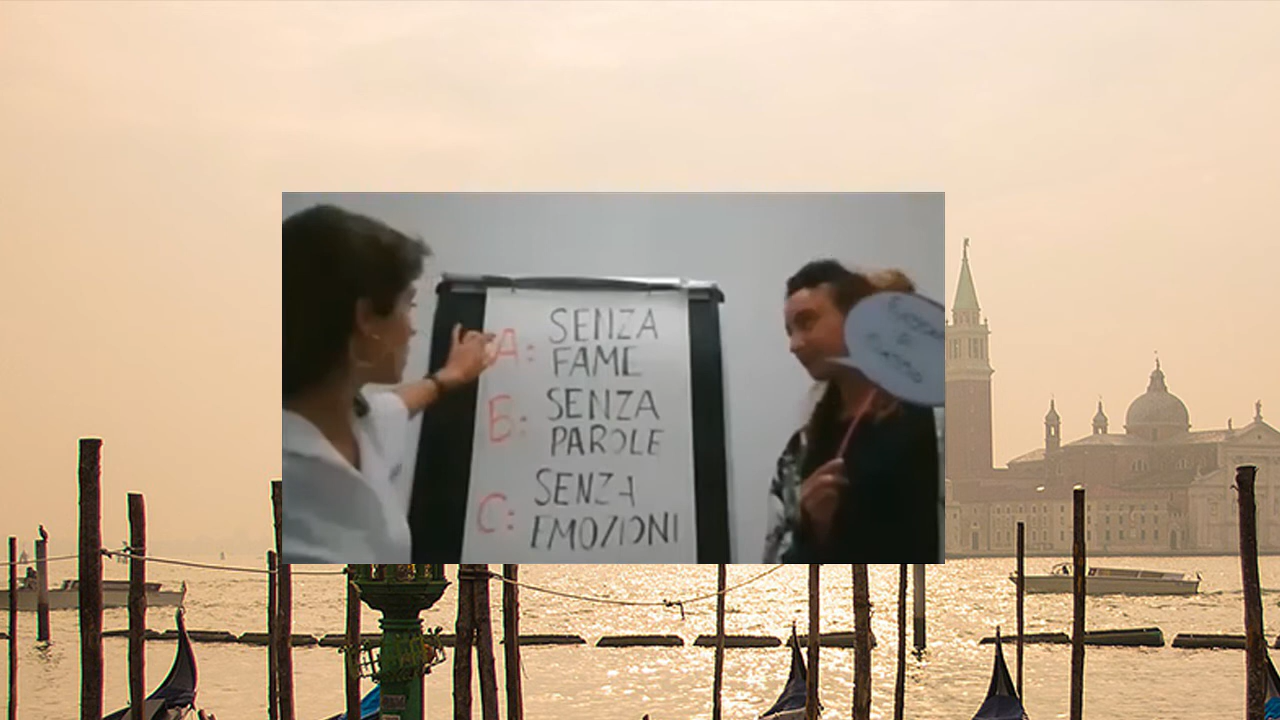 A: SENZA
FAME
B: SENZA
PAROLE
C: SENZA
EMOZIONI